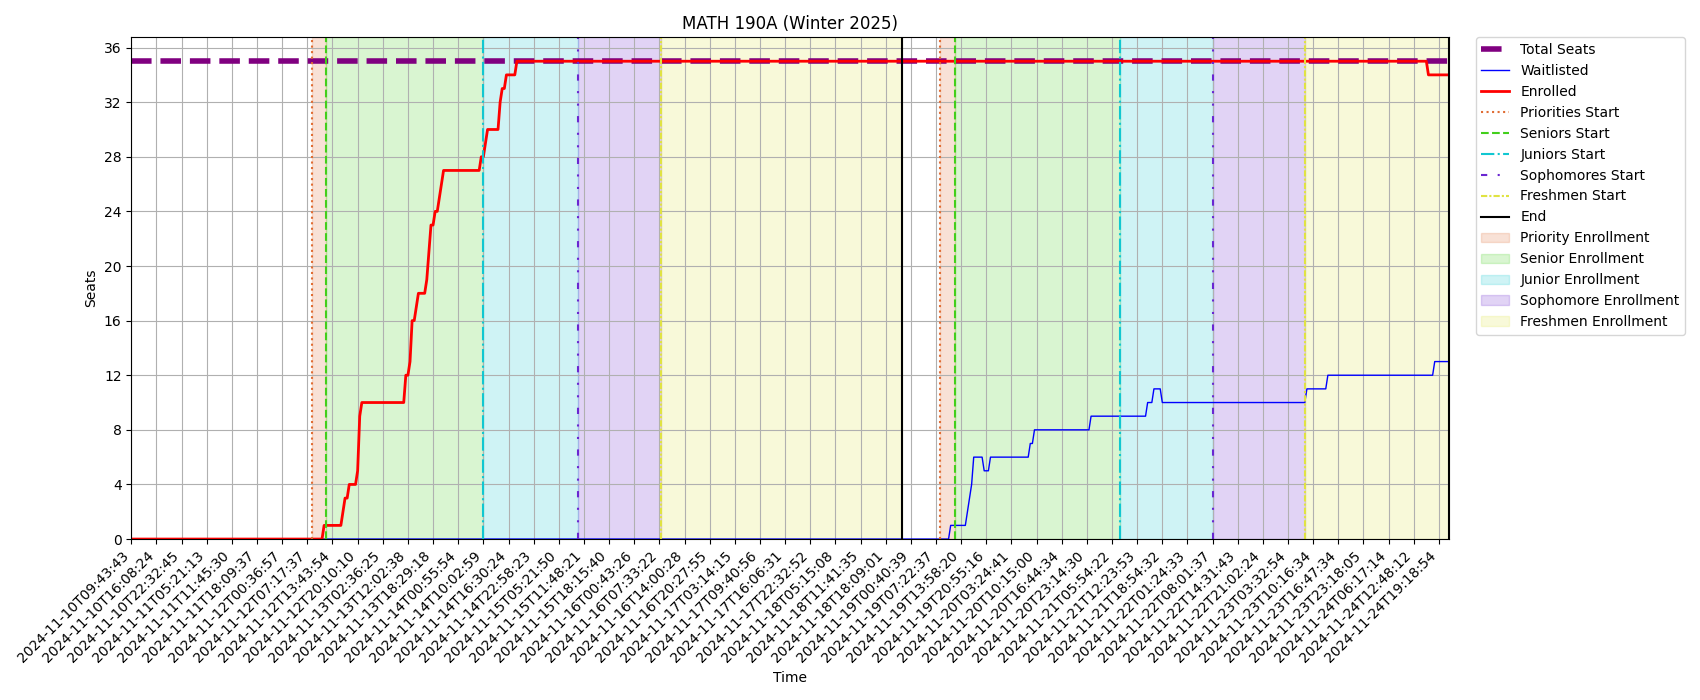 MATH 190A (Winter 2025)
36
32
28
24
20
16
12
8
4
0
Seats
2024-11-10T09:43:43
2024-11-10T16:08:24
2024-11-10T22:32:45
2024-11-11T05:21:13
2024-11-11T11:45:30
2024-11-11T18:09:37
2024-11-12T00:36:57
2024-11-12T07:17:37
2024-11-12T13:43:54
2024-11-12T20:10:10
2024-11-13T02:36:25
2024-11-13T13:02:38
2024-11-13T18:29:18
2024-11-14T00:55:54
2024-11-14T10:02:59
2024-11-14T16:30:24
2024-11-14T22:58:23
2024-11-15T05:21:50
2024-11-15T11:48:21
2024-11-15T18:15:40
2024-11-16T00:43:26
2024-11-16T07:33:22
2024-11-16T14:00:28
2024-11-16T20:27:55
2024-11-17T03:14:15
2024-11-17T09:40:56
2024-11-17T16:06:31
2024-11-17T22:32:52
2024-11-18T05:15:08
2024-11-18T11:41:35
2024-11-18T18:09:01
2024-11-19T00:40:39
2024-11-19T07:22:37
2024-11-19T13:58:20
2024-11-19T20:55:16
2024-11-20T03:24:41
2024-11-20T10:15:00
2024-11-20T16:44:34
2024-11-20T23:14:30
2024-11-21T05:54:22
2024-11-21T12:23:53
2024-11-21T18:54:32
2024-11-22T01:24:33
2024-11-22T08:01:37
2024-11-22T14:31:43
2024-11-22T21:02:24
2024-11-23T03:32:54
2024-11-23T10:16:34
2024-11-23T16:47:34
2024-11-23T23:18:05
2024-11-24T06:17:14
2024-11-24T12:48:12
2024-11-24T19:18:54
Time
Total Seats
Waitlisted
Enrolled
Priorities Start
Seniors Start
Juniors Start
Sophomores Start
Freshmen Start
End
Priority Enrollment
Senior Enrollment
Junior Enrollment
Sophomore Enrollment
Freshmen Enrollment